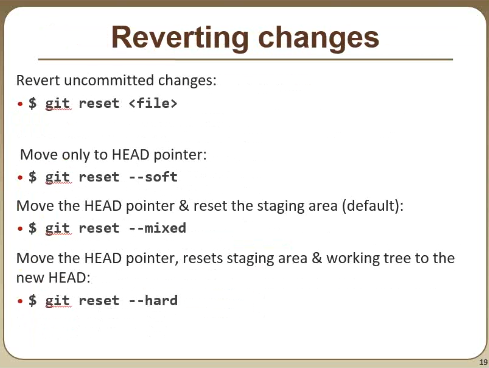 Reverting changes
Revert uncommitted changes:
• $ git reset <file>
Move only to HEAD pointer:
• $ git reset --soft
Move the HEAD pointer & reset the staging area (default):
• $ git reset --mixed
Move the HEAD pointer, resets staging area & working tree to the
new HEAD:
• $ git reset --hard
19